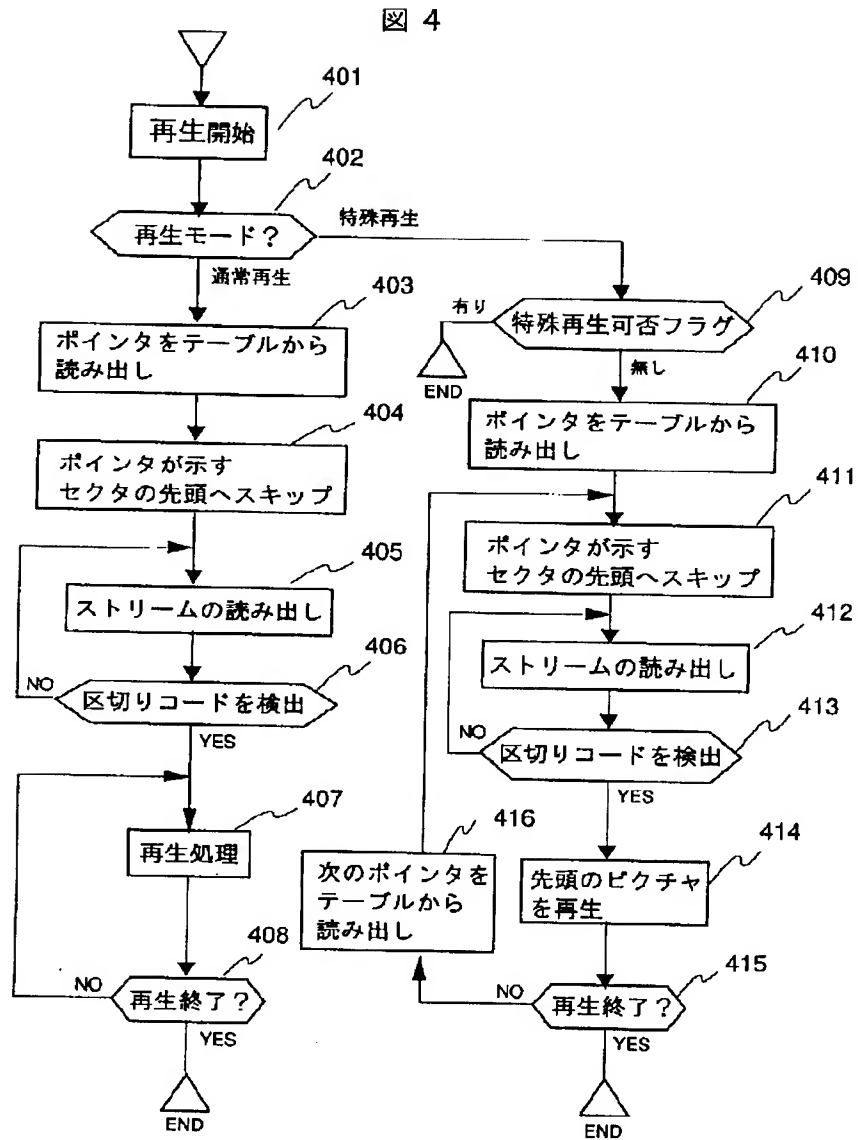 図 4
401
再生開始
402
再生モード?
特殊再生
通常再生
403
ポインタをテーブルから
読み出し
404
ポインタが示す
セクタの先頭へスキップ
405
ストリームの読み出し
406
NO
区切りコードを検出
YES
407
再生処理
408
NO
再生終了?
YES
END
409
有り
特殊再生可否フラグ
END
無し
410
ポインタをテーブルから
読み出し
411
ポインタが示す
セクタの先頭へスキップ
412
ストリームの読み出し
413
NO
区切りコードを検出
YES
414
先頭のピクチャ
を再生
415
NO
再生終了?
YES
END
416
次のポインタを
テーブルから
読み出し